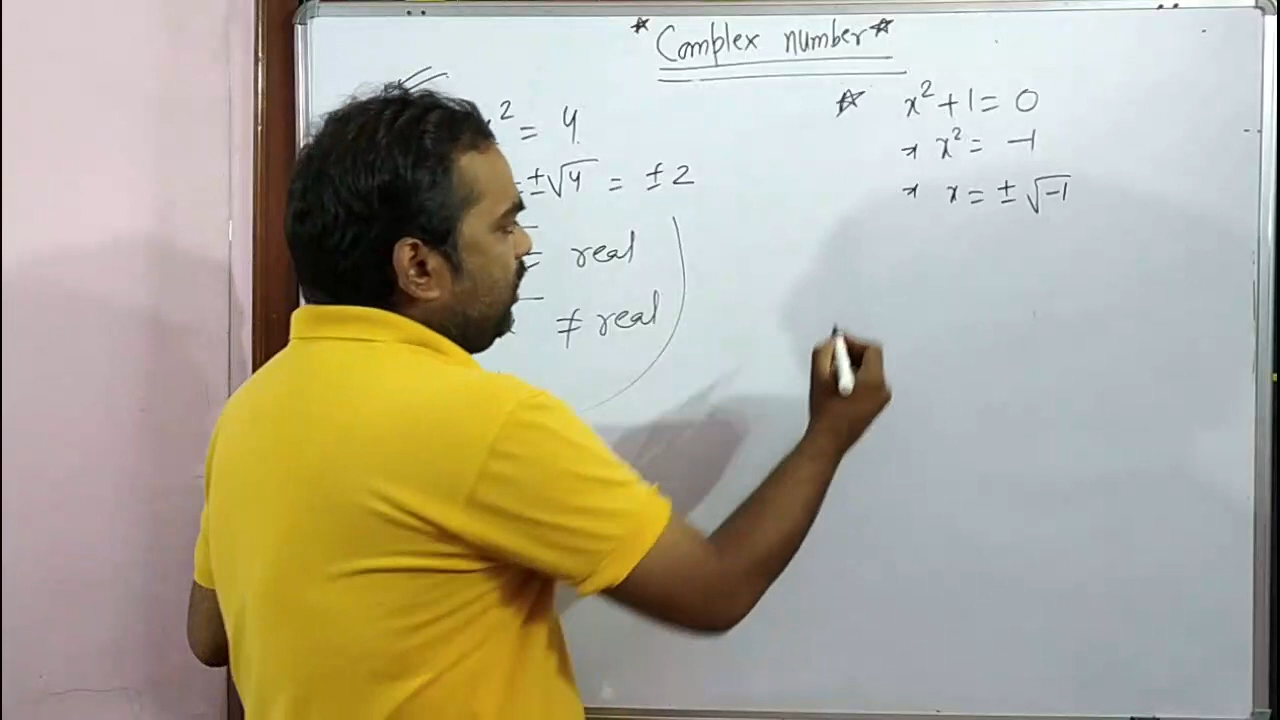 * Complex number *
² = 4
= ±√4 = ± 2
= real
≠ real
☆ x² + 1 = 0
* x² = -1
* x = ± √-1